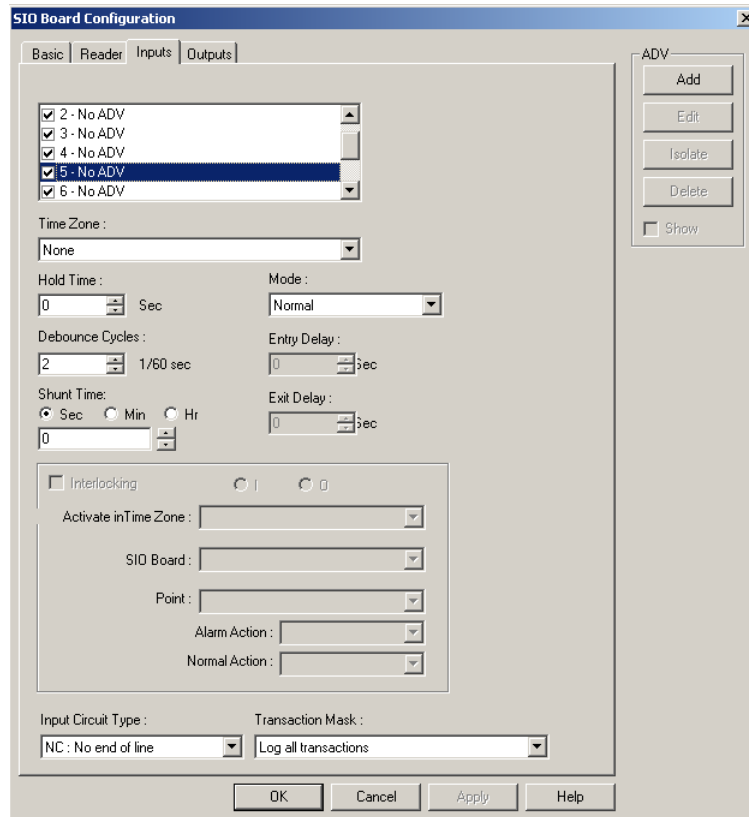 SIO Board Configuration
Basic Reader Inputs Outputs
ADV
Add
Edit
Isolate
Delete
Show
2 - No ADV
3 - No ADV
4 - No ADV
5 - No ADV
6 - No ADV
Time Zone :
None
Hold Time :
0 Sec
Mode :
Normal
Debounce Cycles :
2 1/60 sec
Entry Delay :
0 Sec
Shunt Time:
Sec Min Hr
0
Exit Delay :
0 Sec
Interlocking I O
Activate inTime Zone :
SIO Board :
Point :
Alarm Action :
Normal Action :
Input Circuit Type :
NC : No end of line
Transaction Mask :
Log all transactions
OK Cancel Apply Help